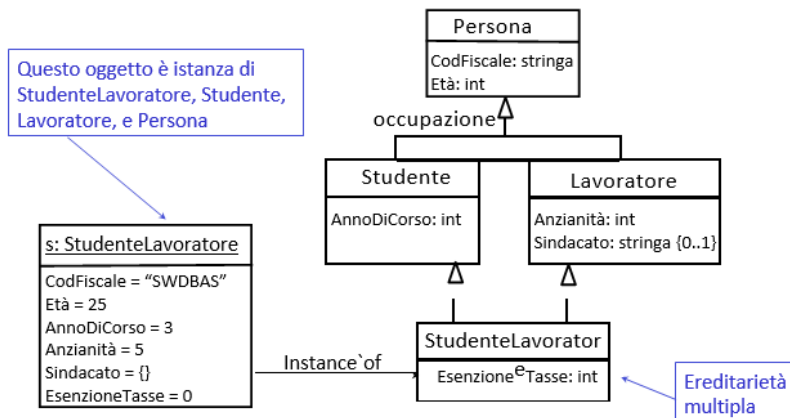 Persona
CodFiscale: stringa
Età: int
Questo oggetto è istanza di
StudenteLavoratore, Studente,
Lavoratore, e Persona
occupazione
Studente
AnnoDiCorso: int
Lavoratore
Anzianità: int
Sindacato: stringa {0..1}
s: StudenteLavoratore
CodFiscale = “SWDBAS”
Età = 25
AnnoDiCorso = 3
Anzianità = 5
Sindacato = {}
EsenzioneTasse = 0
Instance`of
StudenteLavorator
e
Esenzione Tasse: int
Ereditarietà
multipla